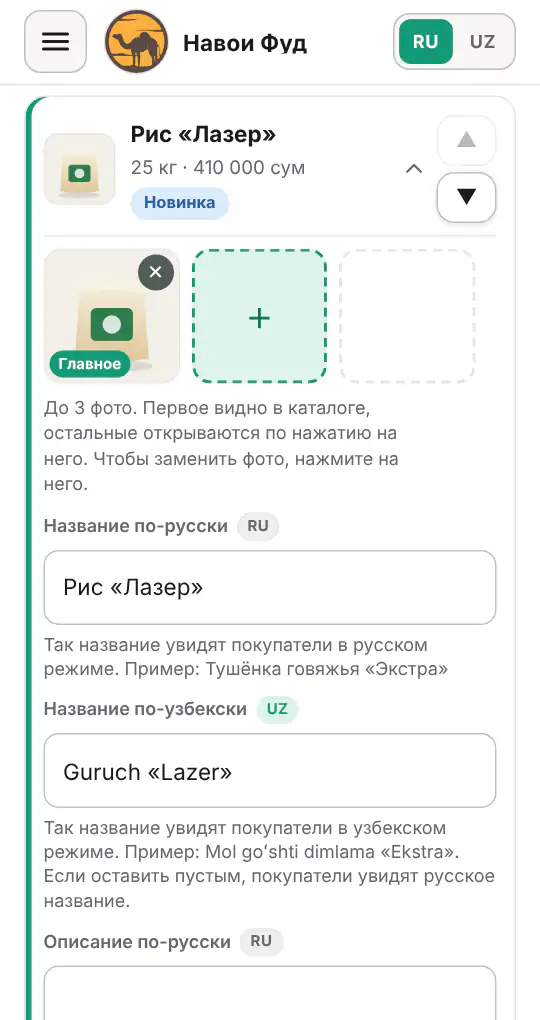 Навои Фуд
RU UZ
Рис «Лазер»
25 кг · 410 000 сум
Новинка
Главное
До 3 фото. Первое видно в каталоге,
остальные открываются по нажатию на
него. Чтобы заменить фото, нажмите на
него.
Название по-русски RU
Рис «Лазер»
Так название увидят покупатели в русском
режиме. Пример: Тушёнка говяжья «Экстра»
Название по-узбекски UZ
Guruch «Lazer»
Так название увидят покупатели в узбекском
режиме. Пример: Mol goʻshti dimlama «Ekstra».
Если оставить пустым, покупатели увидят русское
название.
Описание по-русски RU